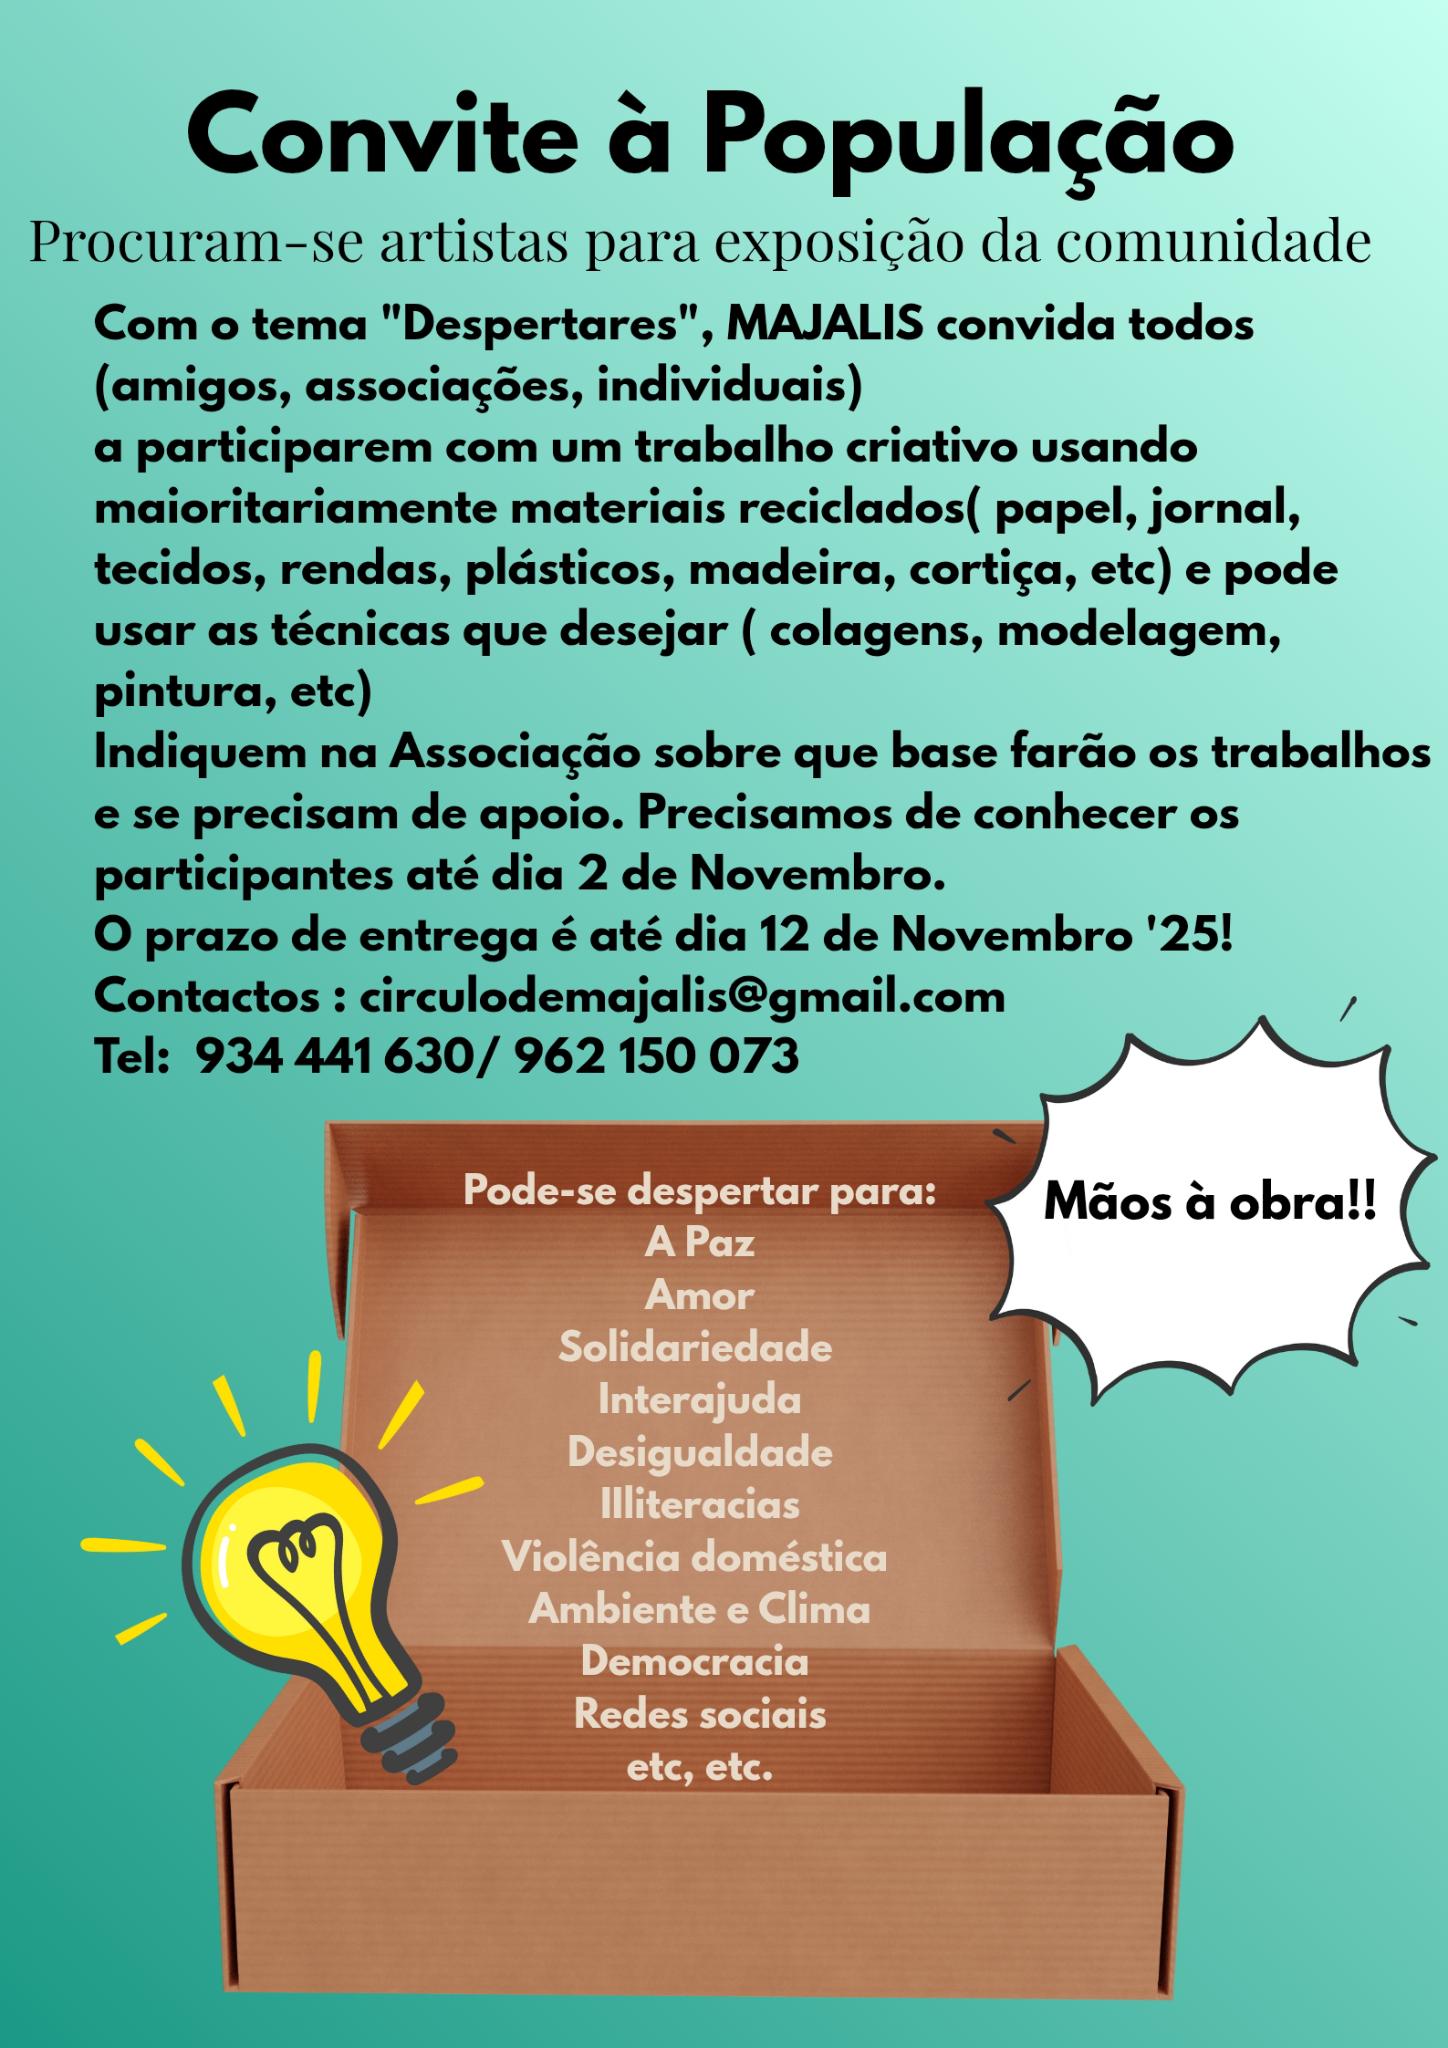 Convite à População
Procuram-se artistas para exposição da comunidade
Com o tema "Despertares", MAJALIS convida todos
(amigos, associações, individuais)
a participarem com um trabalho criativo usando
maioritariamente materiais reciclados( papel, jornal,
tecidos, rendas, plásticos, madeira, cortiça, etc) e pode
usar as técnicas que desejar ( colagens, modelagem,
pintura, etc)
Indiquem na Associação sobre que base farão os trabalhos
e se precisam de apoio. Precisamos de conhecer os
participantes até dia 2 de Novembro.
O prazo de entrega é até dia 12 de Novembro '25!
Contactos : circulodemajalis@gmail.com
Tel:  934 441 630/ 962 150 073
Mãos à obra!!
Pode-se despertar para:
A Paz
Amor
Solidariedade
Interajuda
Desigualdade
Illiteracias
Violência doméstica
Ambiente e Clima
Democracia
Redes sociais
etc, etc.